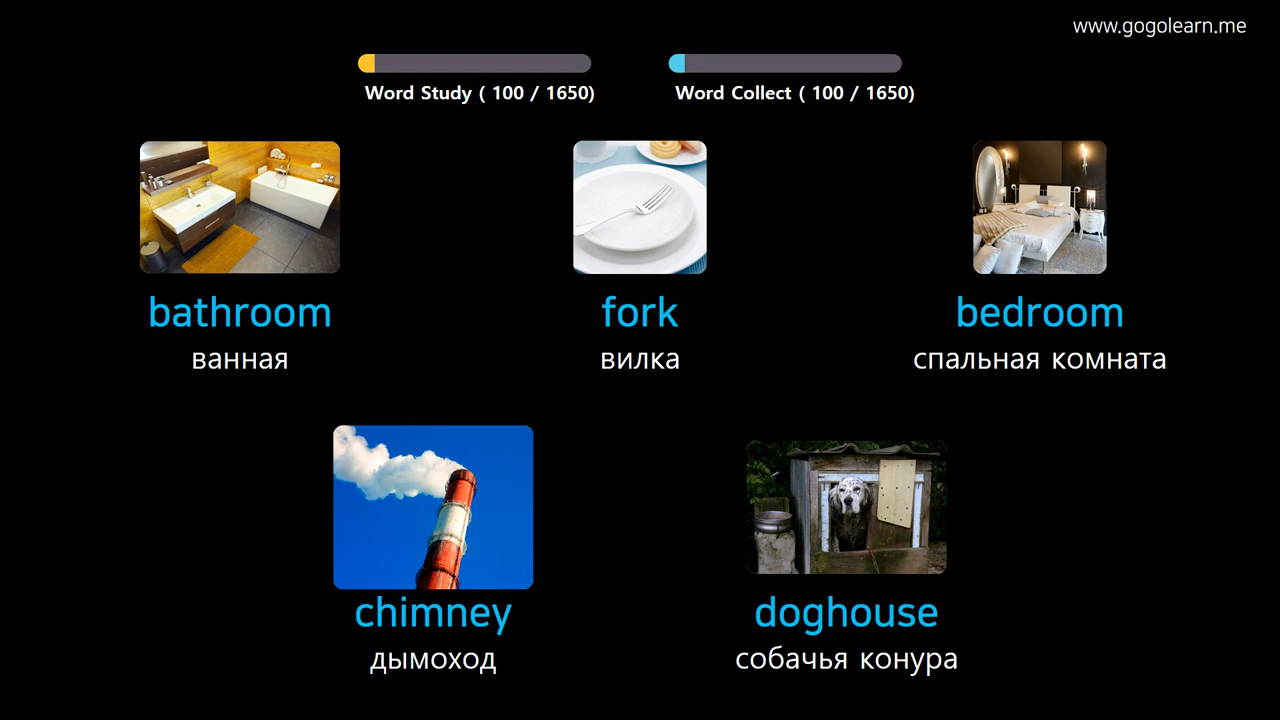 www.gogolearn.me
Word Study ( 100 / 1650)
Word Collect ( 100 / 1650)
bathroom
ванная
fork
вилка
bedroom
спальная комната
chimney
дымоход
doghouse
собачья конура